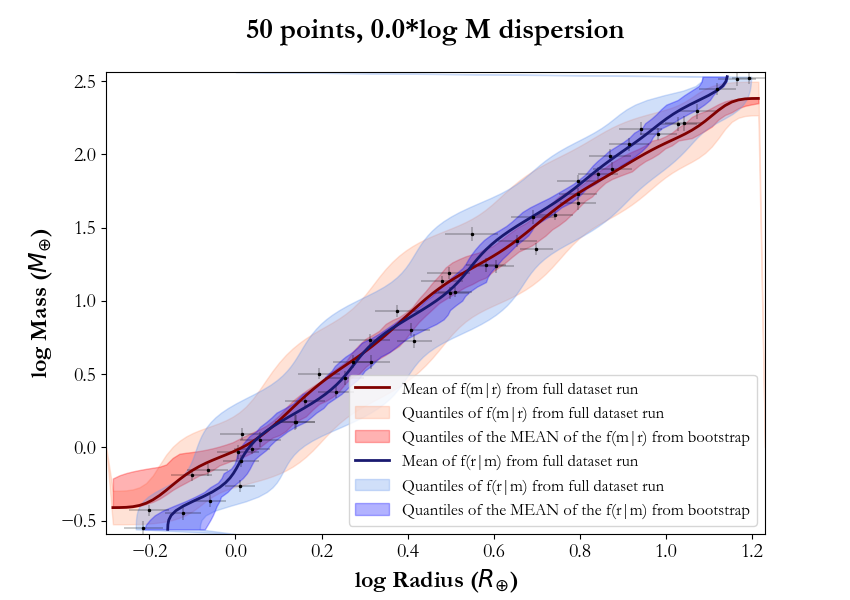 50 points, 0.0*log M dispersion
log Mass (M⊕)
2.5
2.0
1.5
1.0
0.5
0.0
−0.5
Mean of f(m|r) from full dataset run
Quantiles of f(m|r) from full dataset run
Quantiles of the MEAN of the f(m|r) from bootstrap
Mean of f(r|m) from full dataset run
Quantiles of f(r|m) from full dataset run
Quantiles of the MEAN of the f(r|m) from bootstrap
−0.2 0.0 0.2 0.4 0.6 0.8 1.0 1.2
log Radius (R⊕)